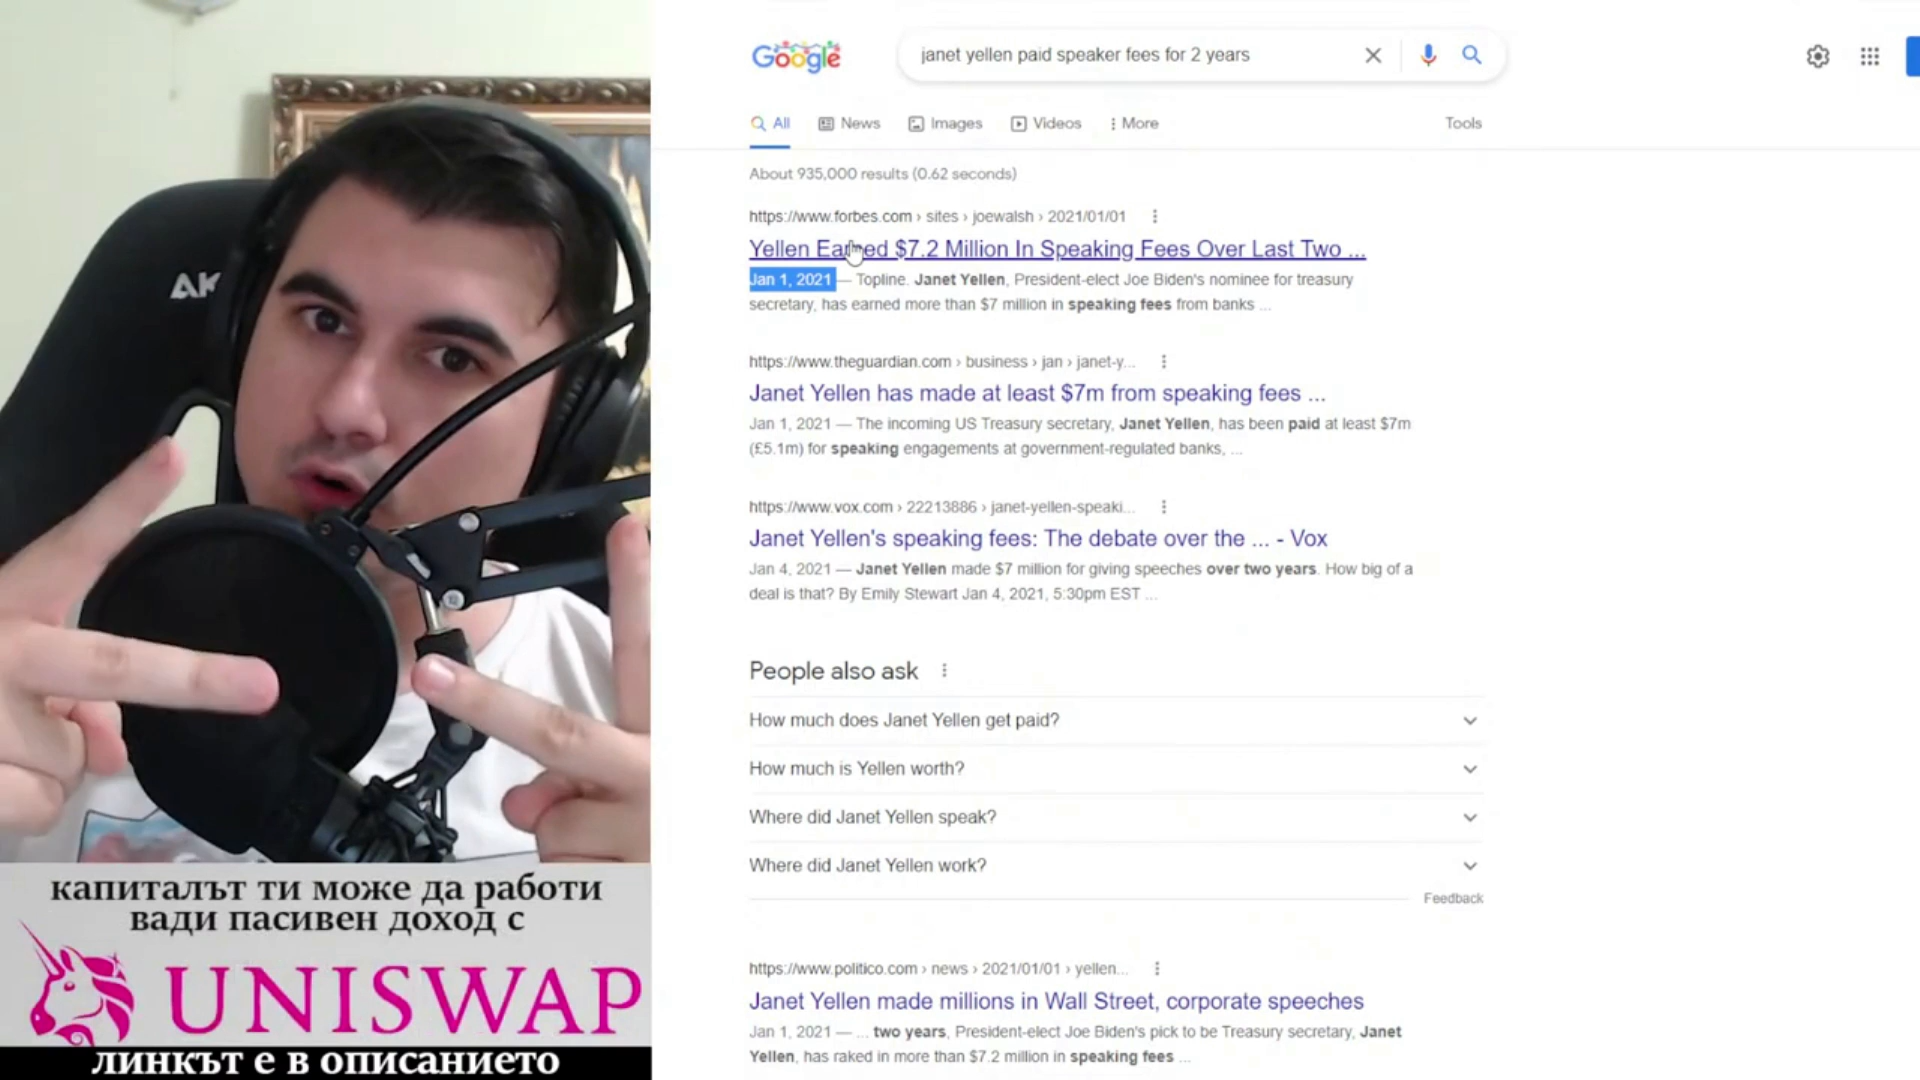 AK
капиталът ти може да работи
вади пасивен доход с
UNISWAP
линкът е в описанието
Google
janet yellen paid speaker fees for 2 years
All
News
Images
Videos
More
Tools
About 935,000 results (0.62 seconds)
https://www.forbes.com › sites › joewalsh › 2021/01/01
Yellen Earned $7.2 Million In Speaking Fees Over Last Two ...
Jan 1, 2021 — Topline. Janet Yellen, President-elect Joe Biden's nominee for treasury
secretary, has earned more than $7 million in speaking fees from banks ...
https://www.theguardian.com › business › jan › janet-y...
Janet Yellen has made at least $7m from speaking fees ...
Jan 1, 2021 — The incoming US Treasury secretary, Janet Yellen, has been paid at least $7m
(£5.1m) for speaking engagements at government-regulated banks, ...
https://www.vox.com › 22213886 › janet-yellen-speaki...
Janet Yellen's speaking fees: The debate over the ... - Vox
Jan 4, 2021 — Janet Yellen made $7 million for giving speeches over two years. How big of a
deal is that? By Emily Stewart Jan 4, 2021, 5:30pm EST ...
People also ask
How much does Janet Yellen get paid?
How much is Yellen worth?
Where did Janet Yellen speak?
Where did Janet Yellen work?
Feedback
https://www.politico.com › news › 2021/01/01 › yellen...
Janet Yellen made millions in Wall Street, corporate speeches
Jan 1, 2021 — ... two years, President-elect Joe Biden's pick to be Treasury secretary, Janet
Yellen, has raked in more than $7.2 million in speaking fees ...